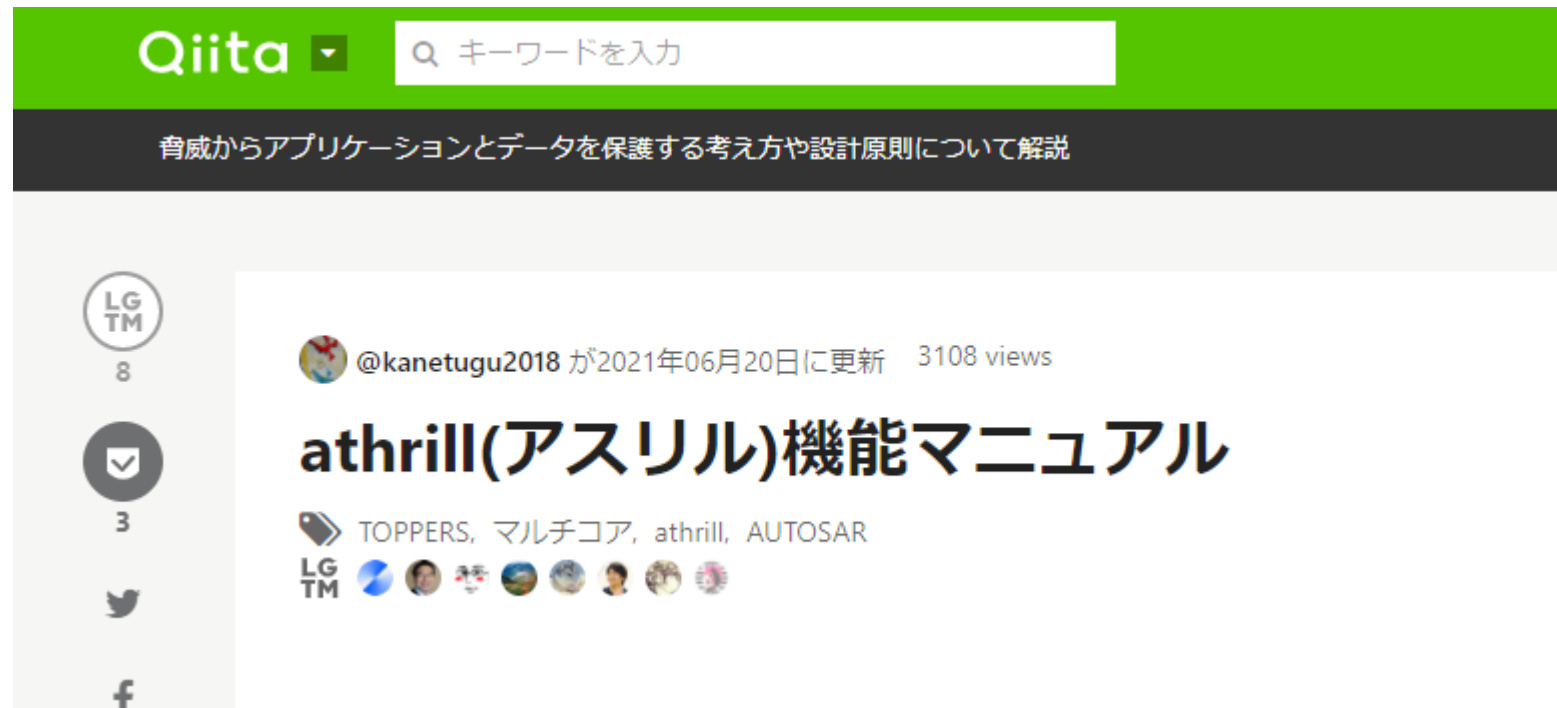 Qiita
キーワードを入力
脅威からアプリケーションとデータを保護する考え方や設計原則について解説
LG
TM
8
@kanetugu2018 が2021年06月20日に更新 3108 views
athrill(アスリル)機能マニュアル
3
TOPPERS, マルチコア, athrill, AUTOSAR
LG
TM